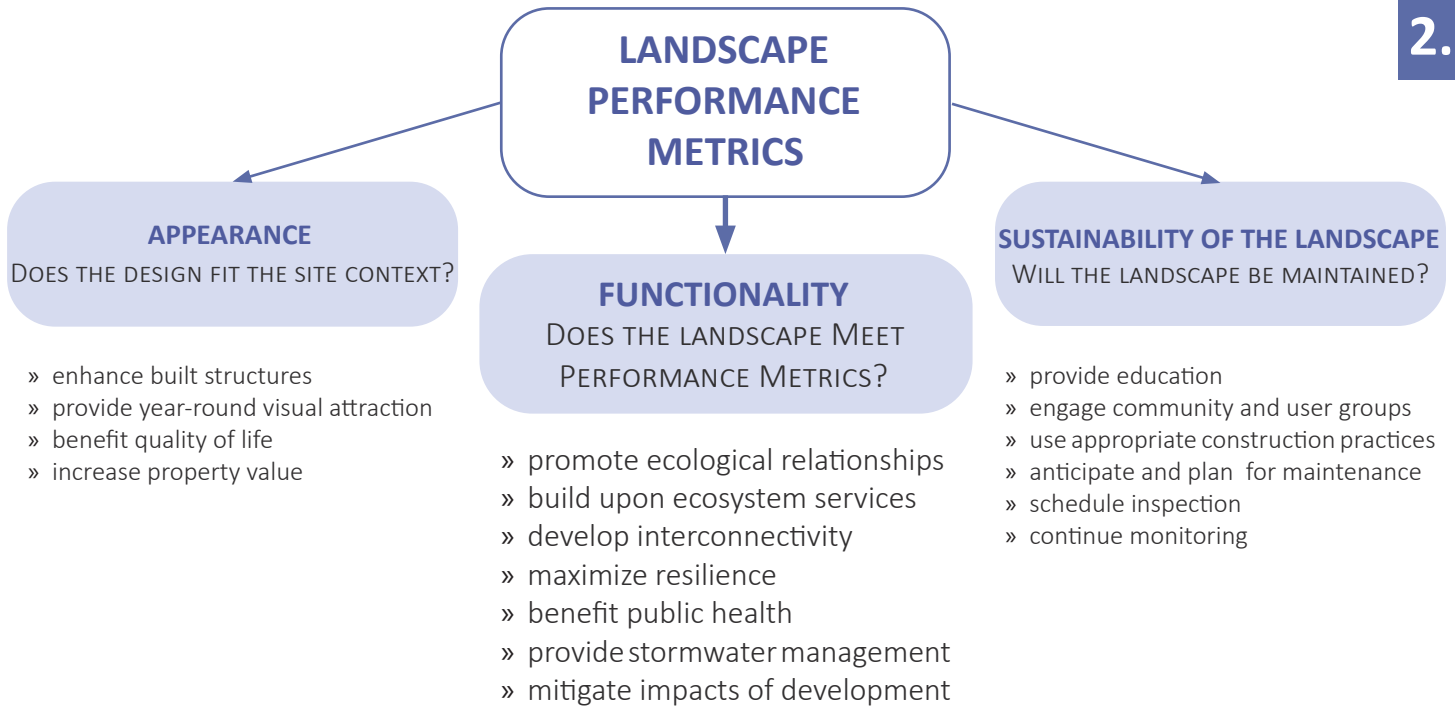 2.
LANDSCAPE
PERFORMANCE
METRICS
APPEARANCE
DOES THE DESIGN FIT THE SITE CONTEXT?
» enhance built structures
» provide year-round visual attraction
» benefit quality of life
» increase property value
FUNCTIONALITY
DOES THE LANDSCAPE MEET
PERFORMANCE METRICS?
» promote ecological relationships
» build upon ecosystem services
» develop interconnectivity
» maximize resilience
» benefit public health
» provide stormwater management
» mitigate impacts of development
SUSTAINABILITY OF THE LANDSCAPE
WILL THE LANDSCAPE BE MAINTAINED?
» provide education
» engage community and user groups
» use appropriate construction practices
» anticipate and plan  for maintenance
» schedule inspection
» continue monitoring